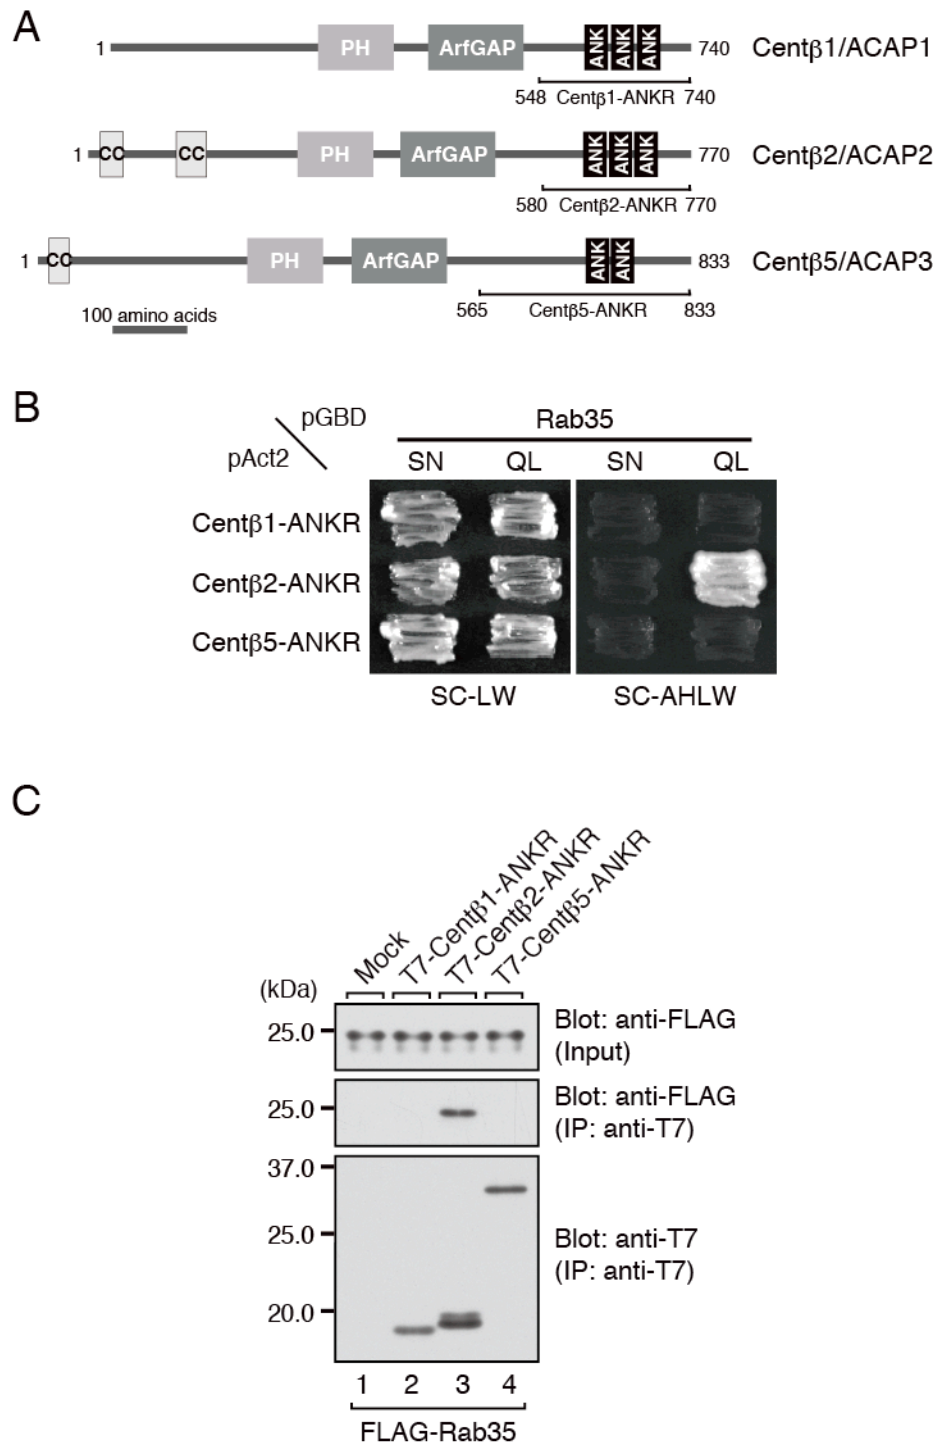 A
1 PH ArfGAP ANK ANK ANK 740 Centβ1/ACAP1
548 Centβ1-ANKR 740
1 CC CC PH ArfGAP ANK ANK ANK 770 Centβ2/ACAP2
580 Centβ2-ANKR 770
1 CC PH ArfGAP ANK ANK 833 Centβ5/ACAP3
565 Centβ5-ANKR 833
100 amino acids
B
pGBD
pAct2
Rab35
SN QL SN QL
Centβ1-ANKR
Centβ2-ANKR
Centβ5-ANKR
SC-LW SC-AHLW
C
Mock
T7-Centβ1-ANKR
T7-Centβ2-ANKR
T7-Centβ5-ANKR
(kDa)
25.0
Blot: anti-FLAG
(Input)
25.0
Blot: anti-FLAG
(IP: anti-T7)
37.0
25.0
20.0
Blot: anti-T7
(IP: anti-T7)
1 2 3 4
FLAG-Rab35